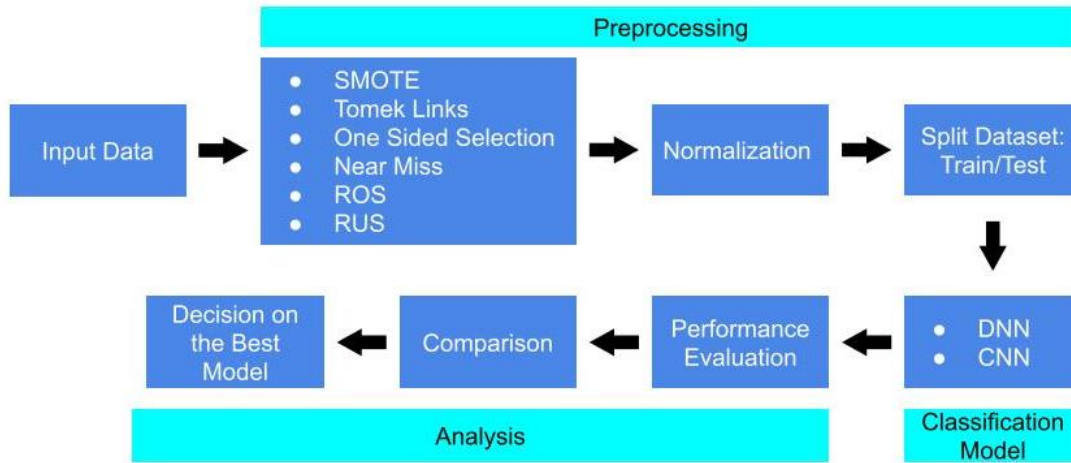 Preprocessing
Input Data
● SMOTE
● Tomek Links
● One Sided Selection
● Near Miss
● ROS
● RUS
Normalization
Split Dataset:
Train/Test
● DNN
● CNN
Classification
Model
Performance
Evaluation
Comparison
Decision on
the Best
Model
Analysis